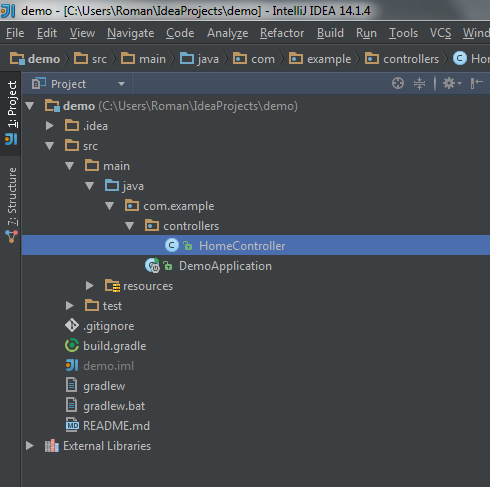 demo - [C:\Users\Roman\IdeaProjects\demo] - IntelliJ IDEA 14.1.4
File Edit View Navigate Code Analyze Refactor Build Run Tools VCS Window
demo src main java com example controllers Ho
Project
demo (C:\Users\Roman\IdeaProjects\demo)
.idea
src
main
java
com.example
controllers
HomeController
DemoApplication
resources
test
.gitignore
build.gradle
demo.iml
gradlew
gradlew.bat
MD README.md
External Libraries
1: Project
7: Structure